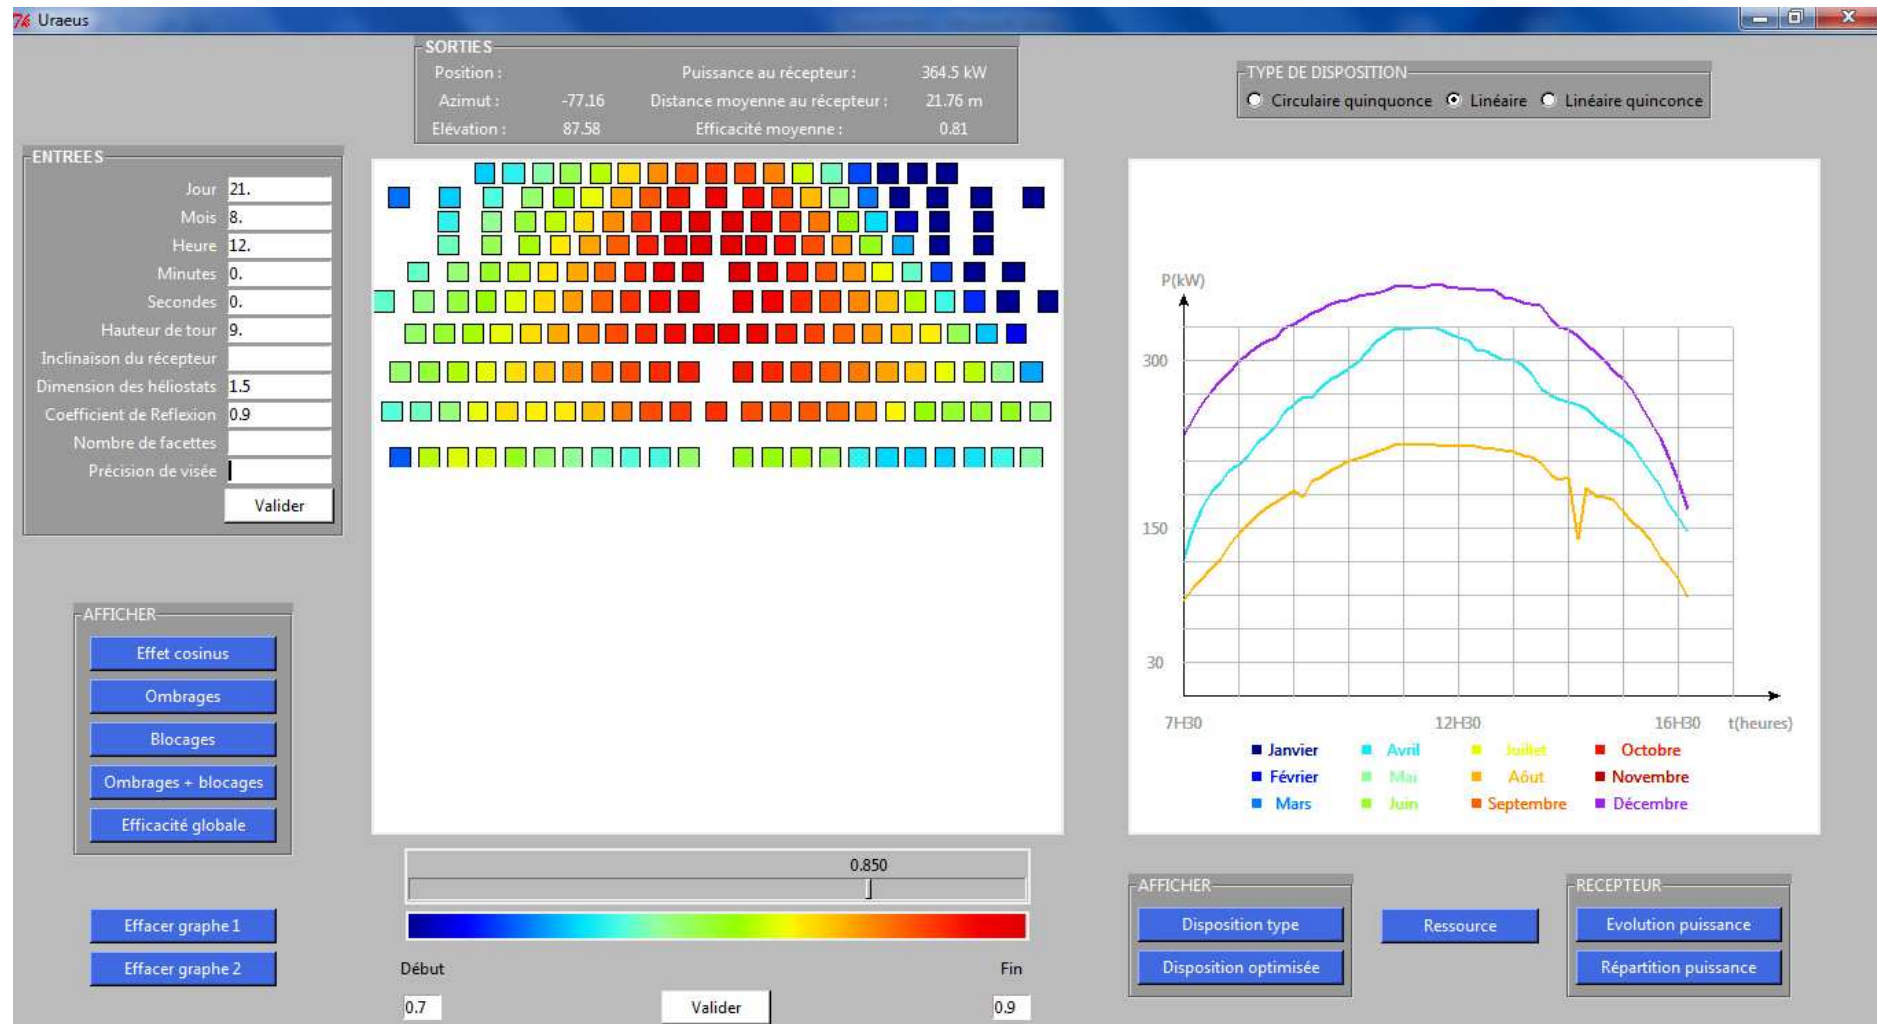 Uraeus
SORTIES
Position :
Puissance au récepteur : 364.5 kW
Azimut : -77.16 Distance moyenne au récepteur : 21.76 m
Elévation : 87.58 Efficacité moyenne : 0.81
TYPE DE DISPOSITION
Circulaire quinquonce Linéaire Linéaire quinconce
ENTREES
Jour 21.
Mois 8.
Heure 12.
Minutes 0.
Secondes 0.
Hauteur de tour 9.
Inclinaison du récepteur
Dimension des héliostats 1.5
Coefficient de Reflexion 0.9
Nombre de facettes
Précision de visée
Valider
AFFICHER
Effet cosinus
Ombrages
Blocages
Ombrages + blocages
Efficacité globale
Effacer graphe 1
Effacer graphe 2
0.850
Début Fin
0.7 Valider 0.9
P(kW)
300
150
30
7H30 12H30 16H30 t(heures)
Janvier Avril Juillet Octobre
Février Mai Aôut Novembre
Mars Juin Septembre Décembre
AFFICHER
Disposition type
Disposition optimisée
Ressource
RECEPTEUR
Evolution puissance
Répartition puissance